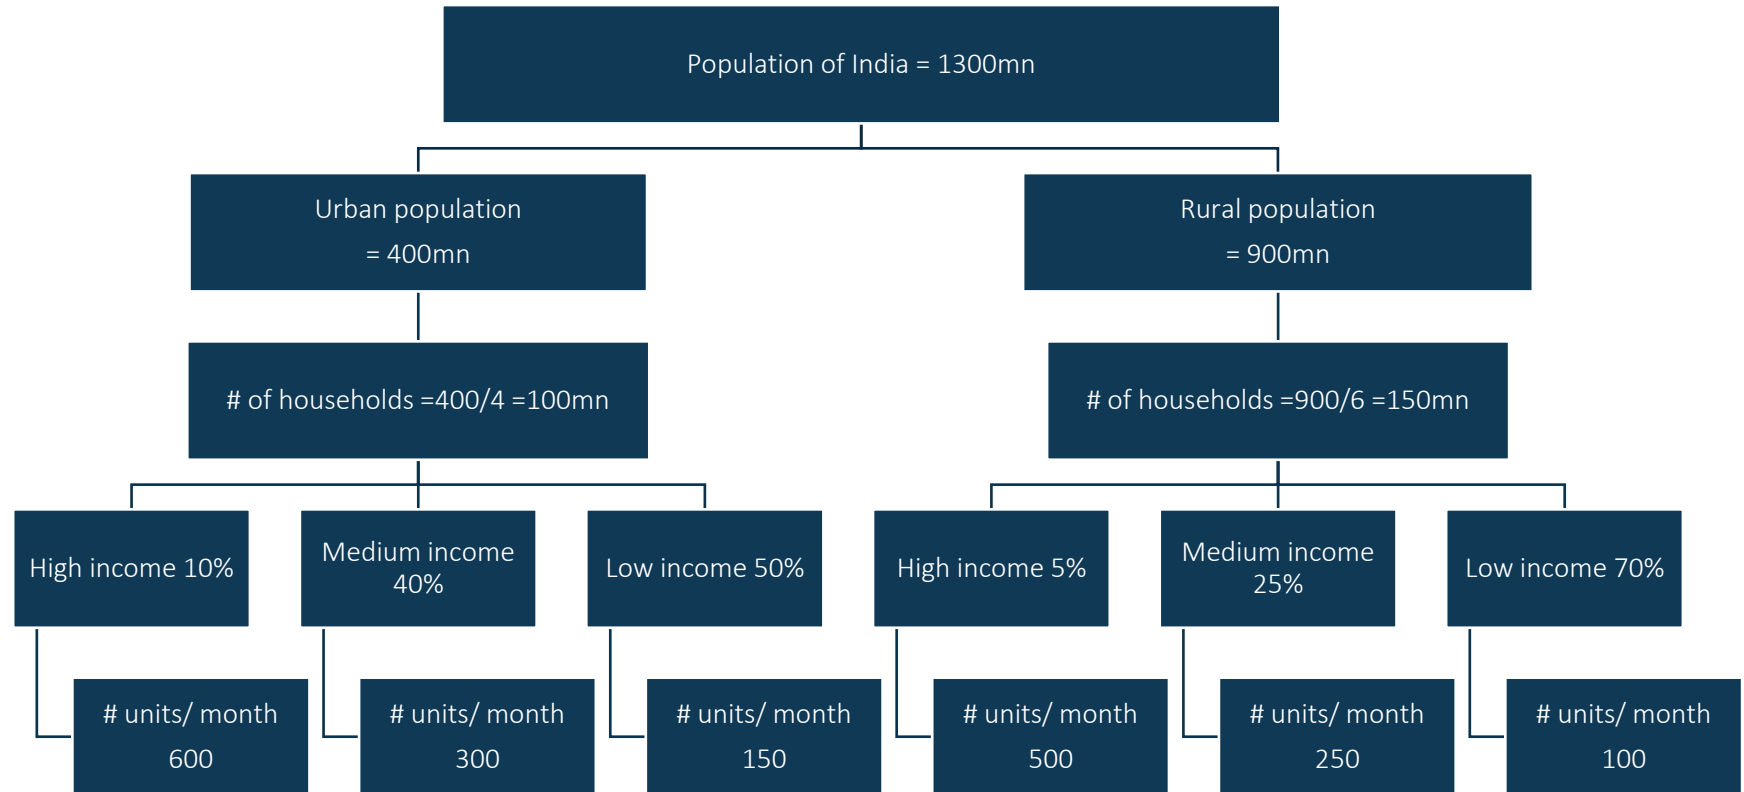 Population of India = 1300mn
Urban population
= 400mn
Rural population
= 900mn
# of households =400/4 =100mn
# of households =900/6 =150mn
High income 10%
Medium income
40%
Low income 50%
High income 5%
Medium income
25%
Low income 70%
# units/ month
600
# units/ month
300
# units/ month
150
# units/ month
500
# units/ month
250
# units/ month
100